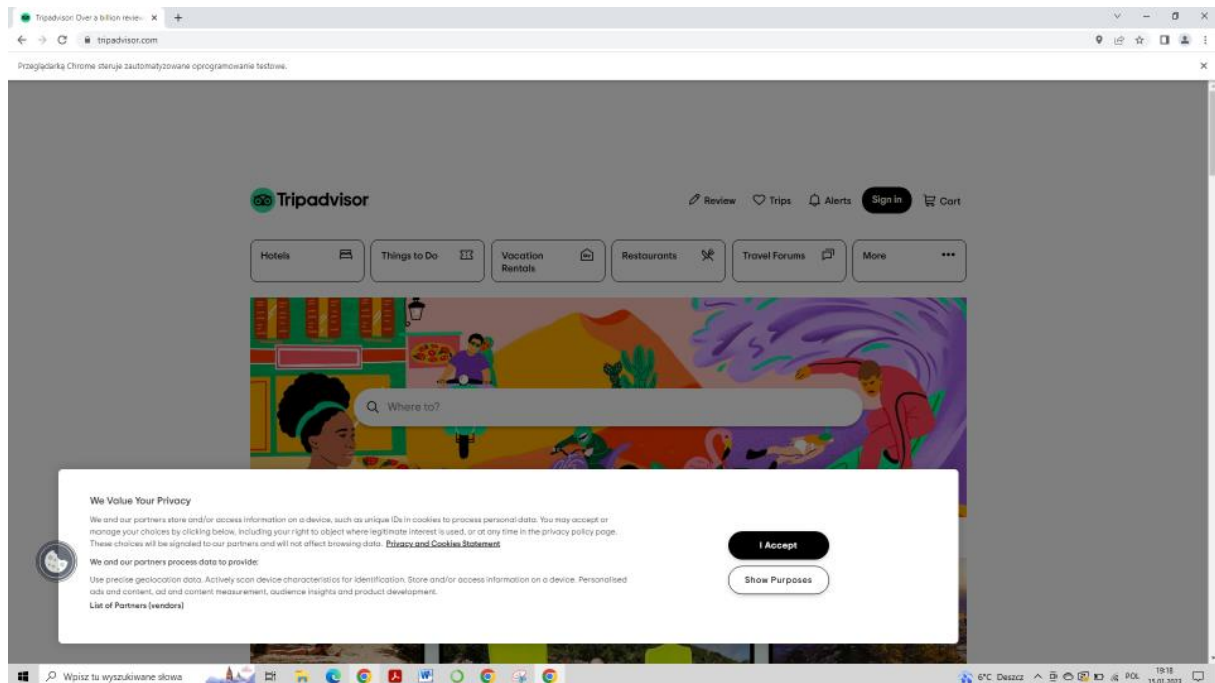 Tripadvisor: Over a billion review
tripadvisor.com
Przeglądarką Chrome steruje zautomatyzowane oprogramowanie testowe.
Tripadvisor
Review Trips Alerts Sign in Cart
Hotels Things to Do Vacation Rentals Restaurants Travel Forums More
Where to?
We Value Your Privacy
We and our partners store and/or access information on a device, such as unique IDs in cookies to process personal data. You may accept or
manage your choices by clicking below, including your right to object where legitimate interest is used, or at any time in the privacy policy page.
These choices will be signaled to our partners and will not affect browsing data. Privacy and Cookies Statement
We and our partners process data to provide:
Use precise geolocation data. Actively scan device characteristics for identification. Store and/or access information on a device. Personalised
ads and content, ad and content measurement, audience insights and product development.
List of Partners (vendors)
I Accept
Show Purposes
Wpisz tu wyszukiwane słowa
6°C Deszcz POL 19:18
15.01.2023